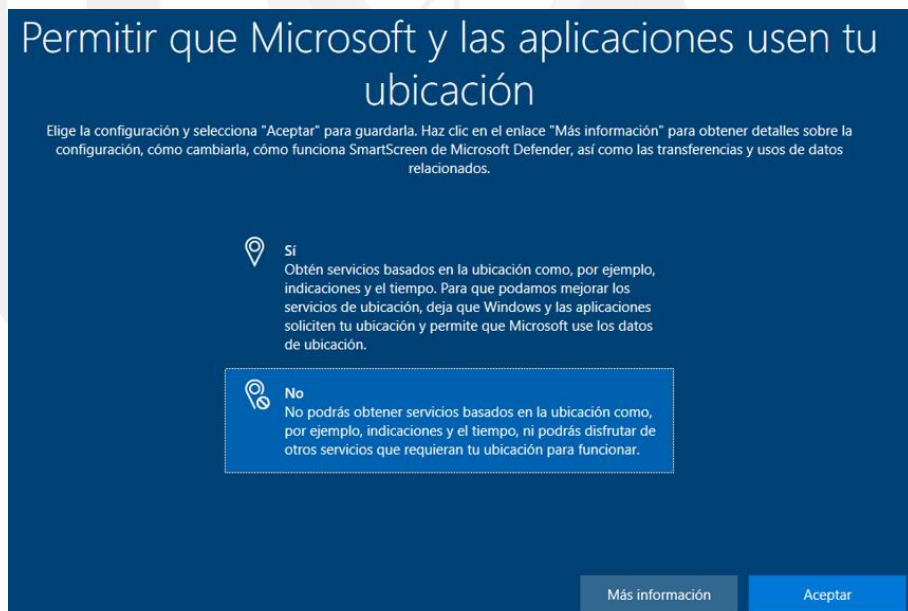 Permitir que Microsoft y las aplicaciones usen tu
ubicación
Elige la configuración y selecciona "Aceptar" para guardarla. Haz clic en el enlace "Más información" para obtener detalles sobre la
configuración, cómo cambiarla, cómo funciona SmartScreen de Microsoft Defender, así como las transferencias y usos de datos
relacionados.
Sí
Obtén servicios basados en la ubicación como, por ejemplo,
indicaciones y el tiempo. Para que podamos mejorar los
servicios de ubicación, deja que Windows y las aplicaciones
soliciten tu ubicación y permite que Microsoft use los datos
de ubicación.
No
No podrás obtener servicios basados en la ubicación como,
por ejemplo, indicaciones y el tiempo, ni podrás disfrutar de
otros servicios que requieran tu ubicación para funcionar.
Más información
Aceptar